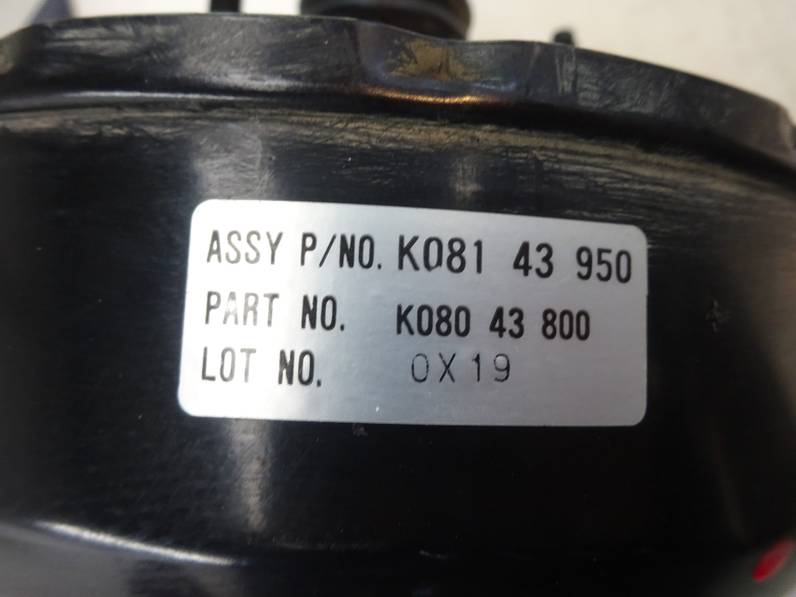 ASSY P/NO. K081 43 950
PART NO. K080 43 800
LOT NO. 0X19